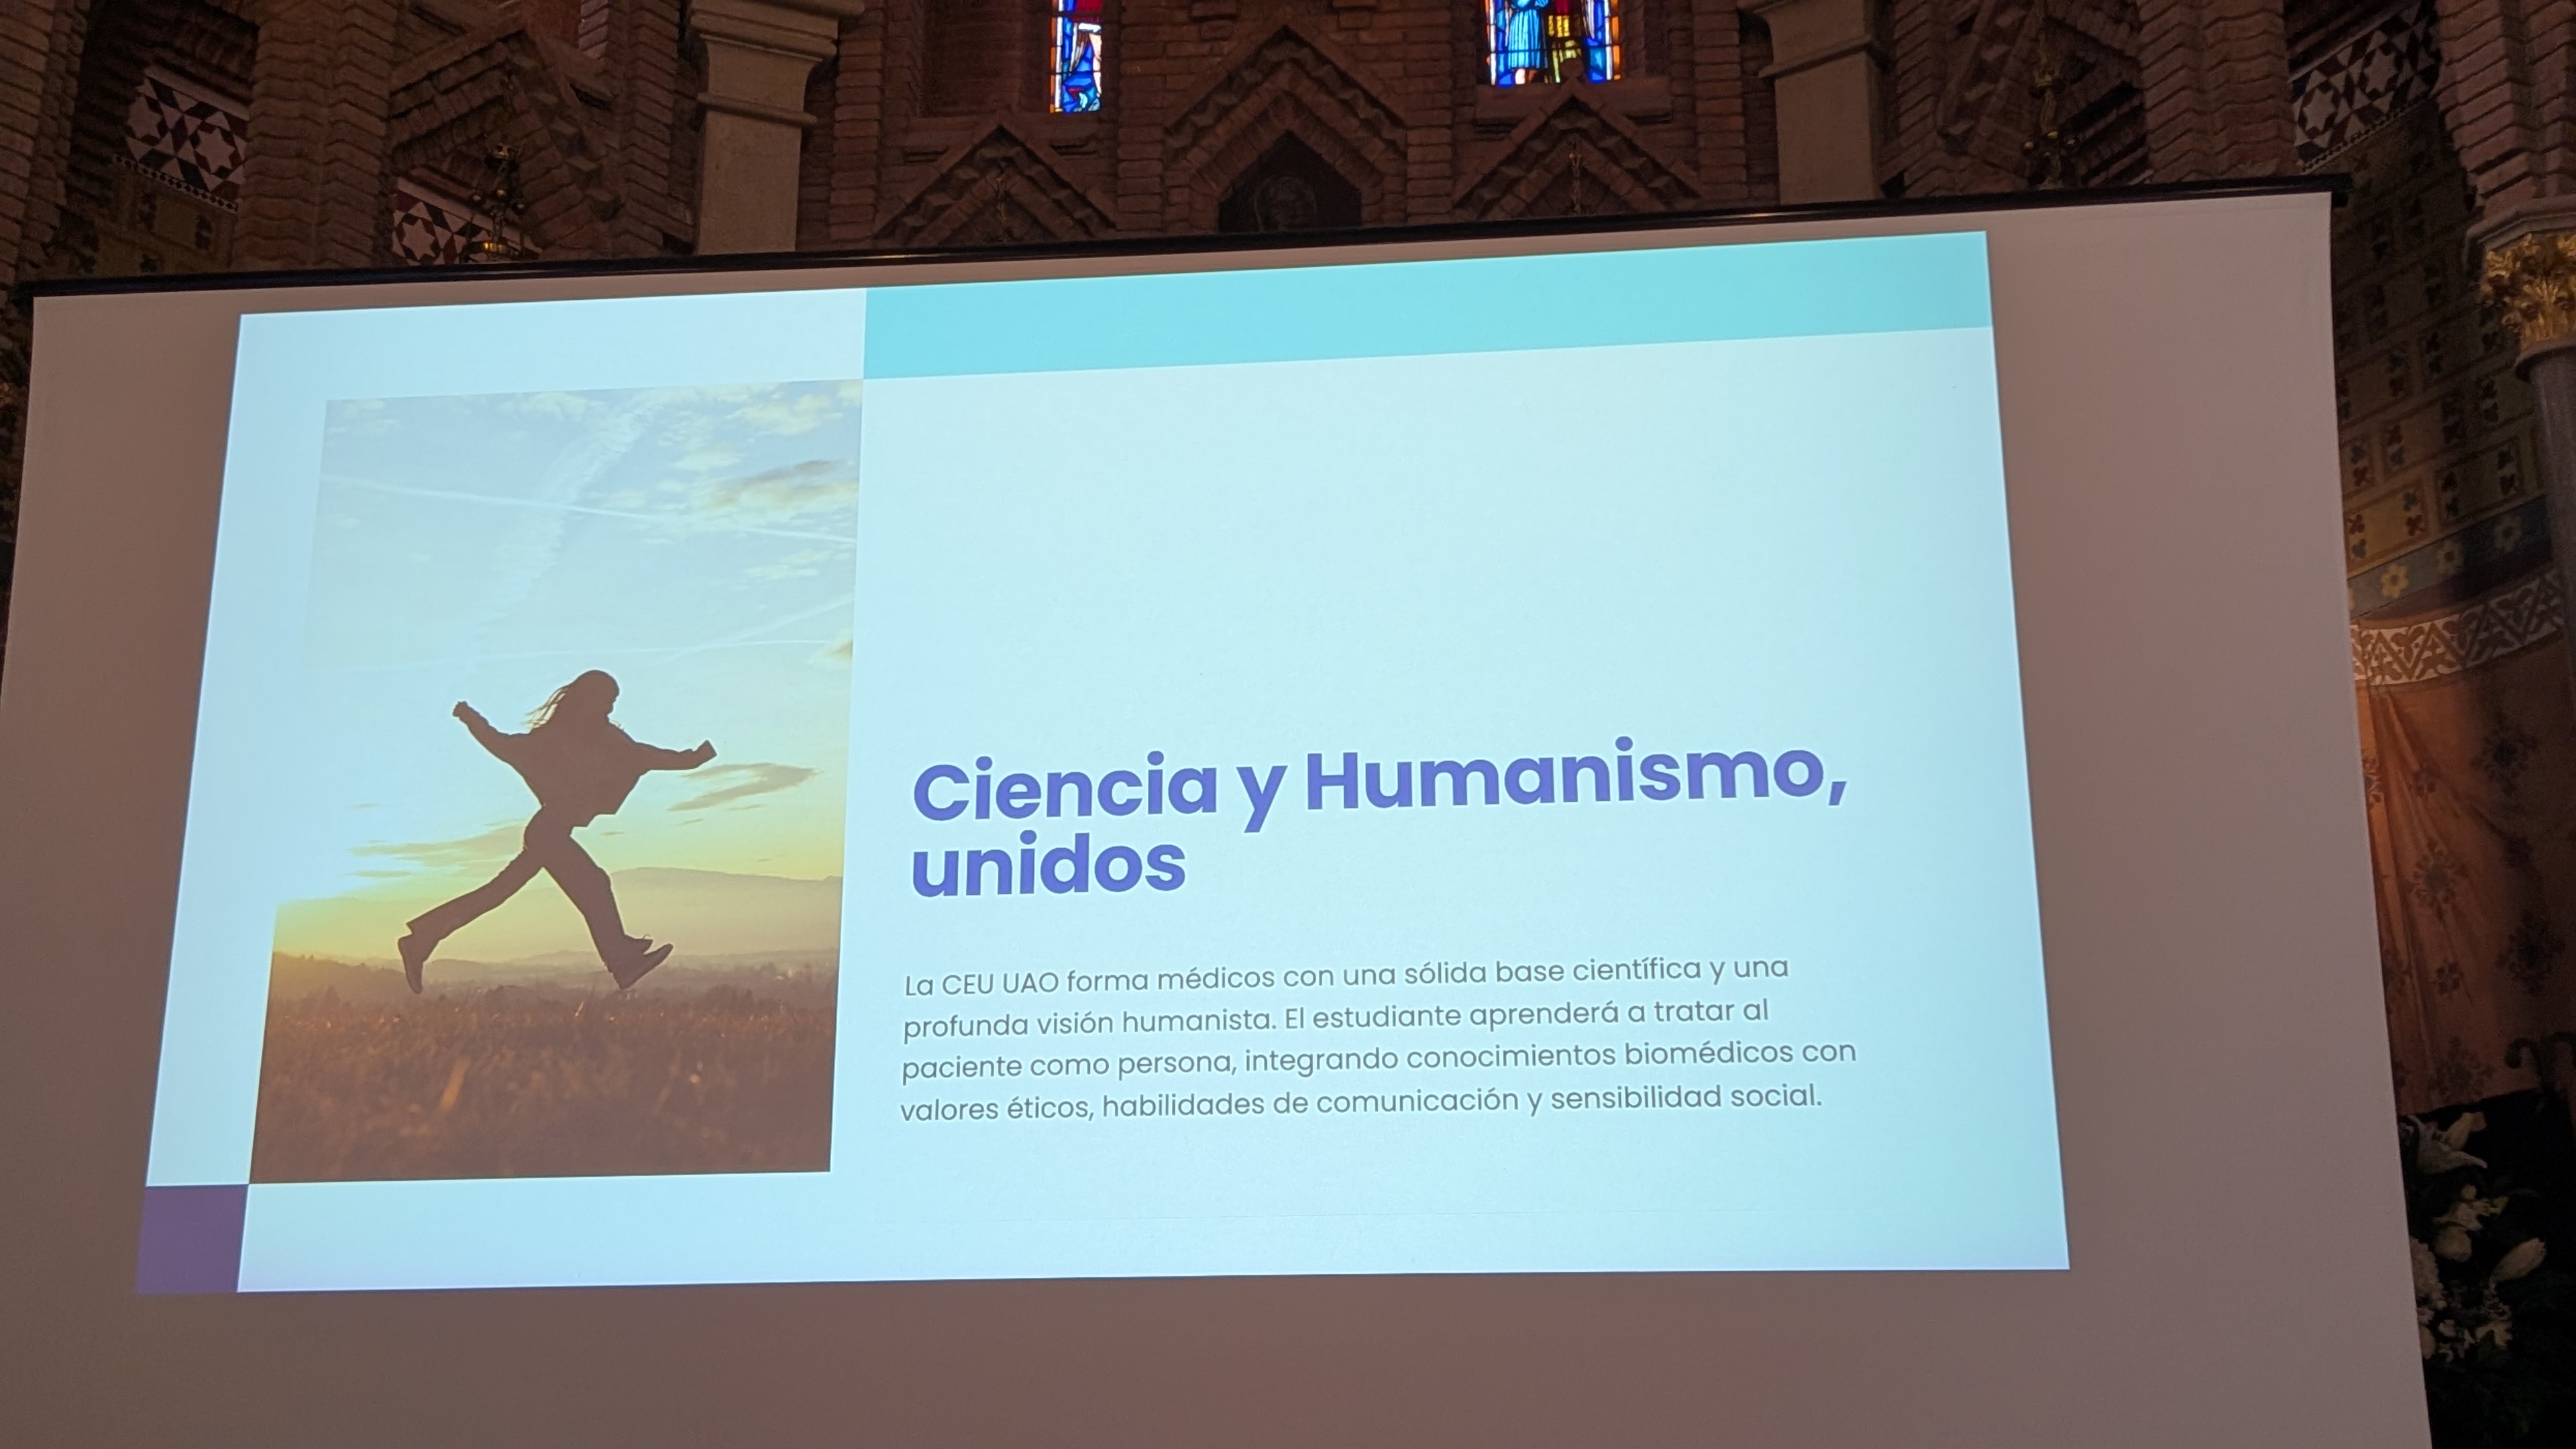 Ciencia y Humanismo,
unidos
La CEU UAO forma médicos con una sólida base científica y una
profunda visión humanista. El estudiante aprenderá a tratar al
paciente como persona, integrando conocimientos biomédicos con
valores éticos, habilidades de comunicación y sensibilidad social.